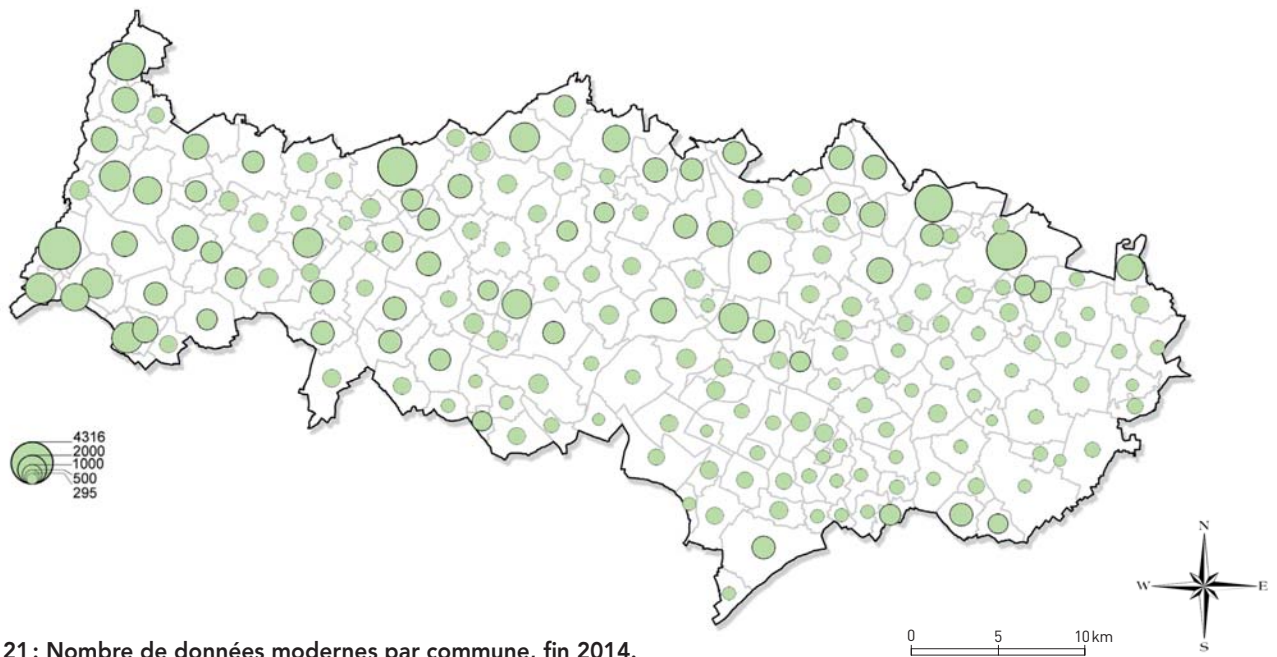 4316
2000
1000
500
295
N
W E
S
0 5 10 km
21 : Nombre de données modernes par commune, fin 2014.